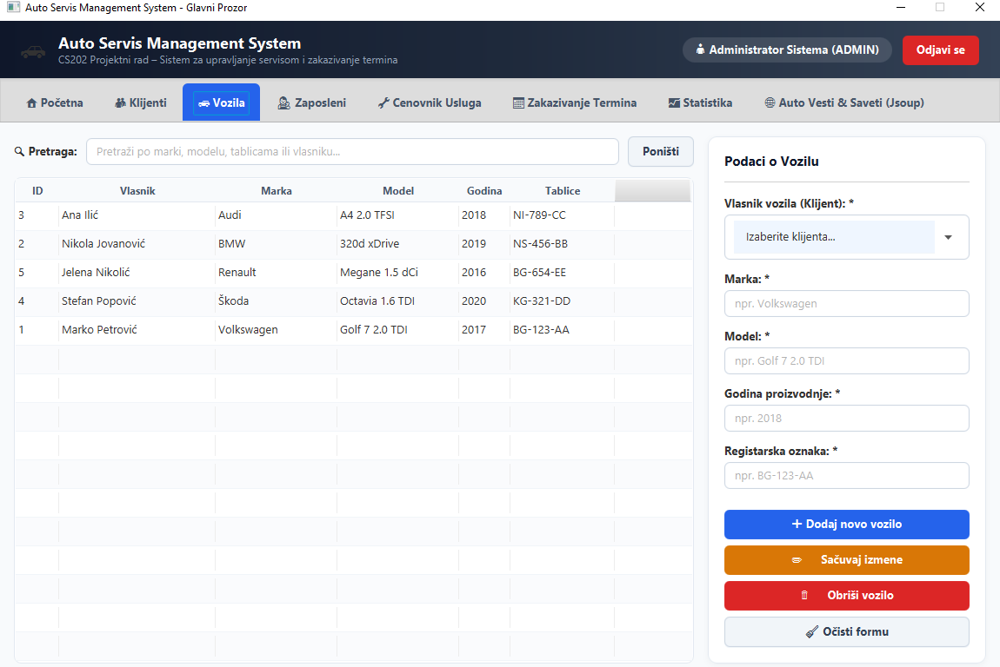 Auto Servis Management System - Glavni Prozor
Auto Servis Management System
CS202 Projektni rad – Sistem za upravljanje servisom i zakazivanje termina
Administrator Sistema (ADMIN)
Odjavi se
Početna
Klijenti
Vozila
Zaposleni
Cenovnik Usluga
Zakazivanje Termina
Statistika
Auto Vesti & Saveti (Jsoup)
Pretraga:
Pretraži po marki, modelu, tablicama ili vlasniku...
Poništi
ID Vlasnik Marka Model Godina Tablice
3 Ana Ilić Audi A4 2.0 TFSI 2018 NI-789-CC
2 Nikola Jovanović BMW 320d xDrive 2019 NS-456-BB
5 Jelena Nikolić Renault Megane 1.5 dCi 2016 BG-654-EE
4 Stefan Popović Škoda Octavia 1.6 TDI 2020 KG-321-DD
1 Marko Petrović Volkswagen Golf 7 2.0 TDI 2017 BG-123-AA
Podaci o Vozilu
Vlasnik vozila (Klijent): *
Izaberite klijenta...
Marka: *
npr. Volkswagen
Model: *
npr. Golf 7 2.0 TDI
Godina proizvodnje: *
npr. 2018
Registarska oznaka: *
npr. BG-123-AA
+ Dodaj novo vozilo
Sačuvaj izmene
Obriši vozilo
Očisti formu